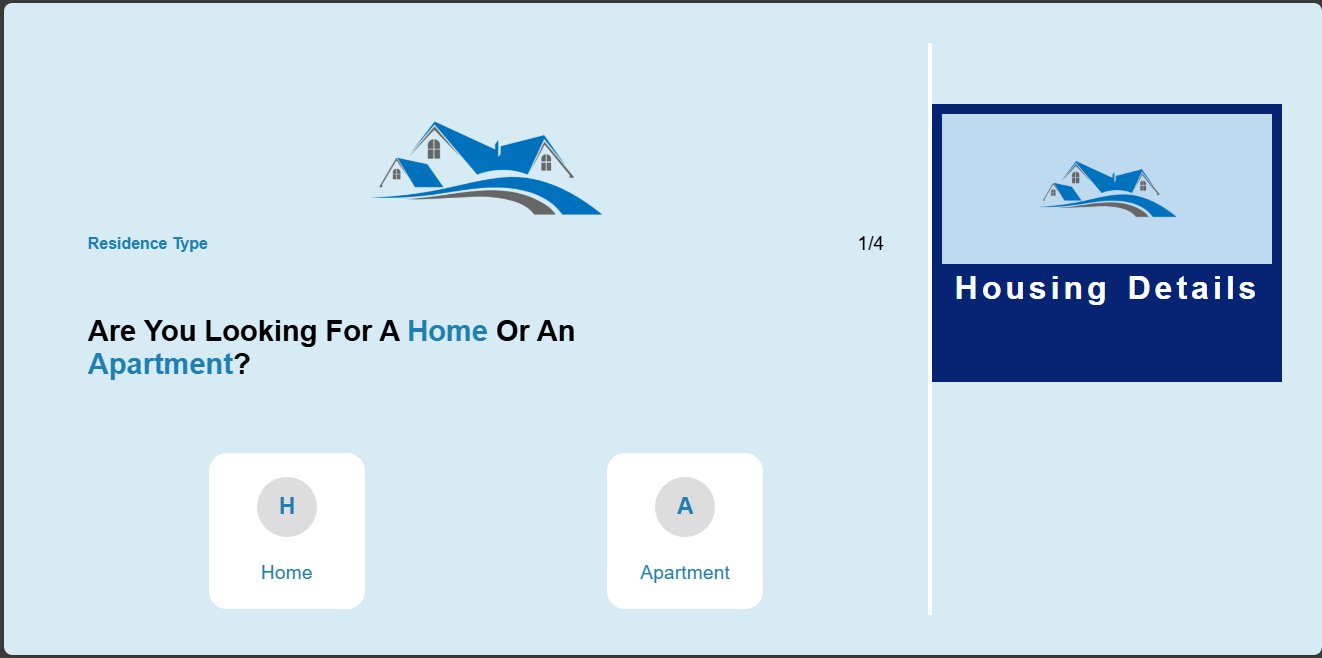 Residence Type
1/4
Are You Looking For A Home Or An
Apartment?
H
Home
A
Apartment
Housing Details